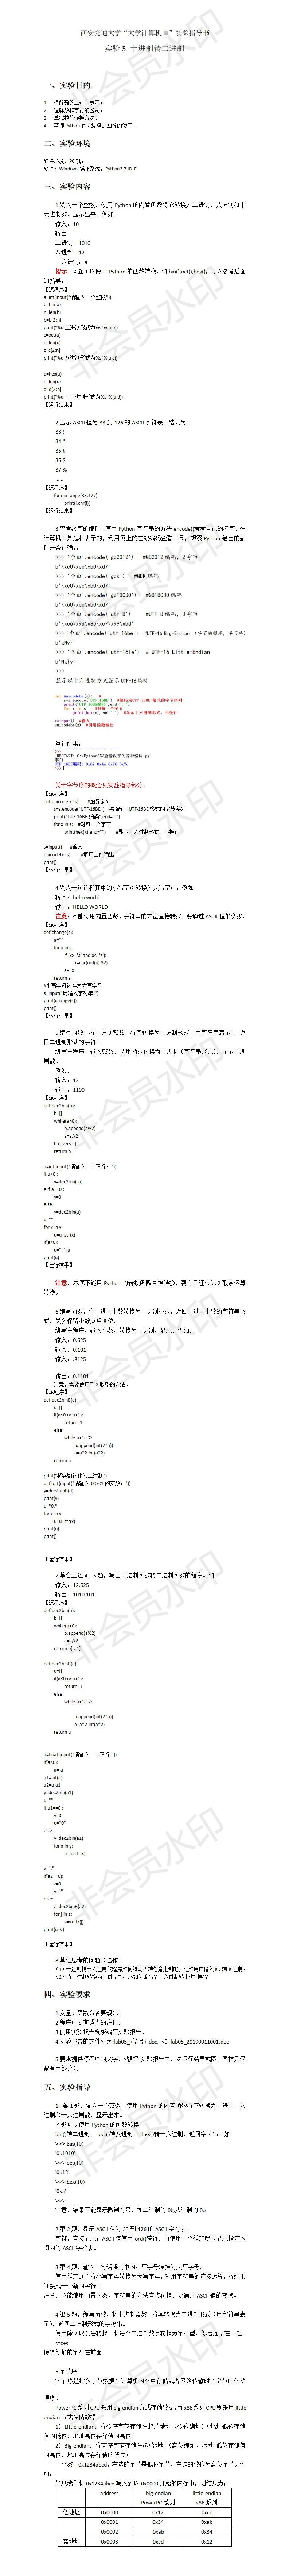 西安交通大学“大学计算机III”实验指导书
实验 5 十进制转二进制
一、实验目的
1. 理解数的二进制表示；
2. 理解数和字符的区别；
3. 掌握数的转换方法；
4. 掌握 Python 有关编码的函数的使用。
二、实验环境
硬件环境：PC 机。
软件：Windows 操作系统，Python3.7 IDLE
三、实验内容
1.输入一个整数，使用 Python 的内置函数将它转换为二进制、八进制和十
六进制数，显示出来。例如：
输入：10
输出：
二进制：1010
八进制：12
十六进制：a
提示：本题可以使用 Python 的函数转换，如 bin(),oct(),hex()，可以参考后面
的指导。
【源程序】
a=int(input("请输入一个整数"))
b=bin(a)
n=len(b)
b=b[2:n]
print("%d 二进制形式为%s"%(a,b))
c=oct(a)
n=len(c)
c=c[2:n]
print("%d 八进制形式为%s"%(a,c))
d=hex(a)
n=len(d)
d=d[2:n]
print("%d 十六进制形式为%s"%(a,d))
【运行结果】
2.显示 ASCII 值为 33 到 126 的 ASCII 字符表。结果为：
33 !
34 "
35 #
36 $
37 %
......
【源程序】
for i in range(33,127):
print(i,chr(i))
【运行结果】
3.查看汉字的编码。使用 Python 字符串的方法 encode()看看自己的名字，在
计算机中是怎样表示的，利用网上的在线编码查看工具，观察 Python 给出的编
码是否正确。。
>>> '李白'.encode('gb2312') #GB2312 编码，2 字节
b'\xc0\xee\xb0\xd7'
>>> '李白'.encode('gbk') #GBK 编码
b'\xc0\xee\xb0\xd7'
>>> '李白'.encode('gb18030') #GB18030 编码
b'\xc0\xee\xb0\xd7'
>>> '李白'.encode('utf-8') #UTF-8 编码，3 字节
b'\xe6\x9d\x8e\xe7\x99\xbd'
>>> '李白'.encode('utf-16be') #UTF-16 Big-Endian （字节的顺序，字节序）
b'gNv}'
>>> '李白'.encode('utf-16le') # UTF-16 Little-Endian
b'Ng}v'
>>>
显示以十六进制方式显示 UTF-16 编码
运行结果：
关于字节序的概念见实验指导部分。
【源程序】
def unicodebe(s): #函数定义
s=s.encode("UTF-16BE") #编码为 UTF-16BE 格式的字节序列
print("UTF-16BE 编码",end=":")
for x in s: #对每一个字节
print(hex(x),end="") #显示十六进制形式，不换行
s=input() #输入
unicodebe(s) #调用函数输出
print()
【运行结果】
4.输入一句话将其中的小写字母转换为大写字母。例如：
输入：hello world
输出：HELLO WORLD
注意：不能使用内置函数、字符串的方法直接转换，要通过 ASCII 值的变换。
【源程序】
def change(s):
a=""
for x in s:
if (x>='a' and x<='z'):
x=chr(ord(x)-32)
a+=x
return a
#小写字母转换为大写字母
s=input("请输入字符串:")
print(change(s))
print()
【运行结果】
5.编写函数，将十进制整数，将其转换为二进制形式（用字符串表示），返
回二进制形式的字符串。
编写主程序，输入整数，调用函数转换为二进制（字符串形式），显示二进
制数。
例如，
输入：12
输出：1100
【源程序】
def dec2bin(a):
b=[]
while(a>0):
b.append(a%2)
a=a//2
b.reverse()
return b
a=int(input("请输入一个正数: "))
if a<0 :
y=dec2bin(-a)
elif a==0 :
y=0
else :
y=dec2bin(a)
u=""
for x in y:
u=u+str(x)
if(a<0):
u="-"+u
print(u)
【运行结果】
注意，本题不能用 Python 的转换函数直接转换，要自己通过除 2 取余运算
转换。
6.编写函数，将十进制小数转换为二进制小数，返回二进制小数的字符串形
式，最多保留小数点后 8 位。
编写主程序，输入小数，转换为二进制，显示。例如，
输入：0.625
输入：0.101
输入：.8125
输出：0.1101
注意，需要使用乘 2 取整的方法。
【源程序】
def dec2binB(a):
u=[]
if(a<0 or a>1):
return -1
else:
while a>1e-7:
u.append(int(2*a))
a=a*2-int(a*2)
return u
print("将实数转化为二进制")
d=float(input("请输入 0<a<1 的实数: "))
y=dec2binB(d)
print(y)
u="0."
for x in y:
u=u+str(x)
print(u)
print()
【运行结果】
7.整合上述 4、5 题，写出十进制实数转二进制实数的程序。如
输入：12.625
输出：1010.101
【源程序】
def dec2bin(a):
b=[]
while(a>0):
b.append(a%2)
a=a//2
return b[::-1]
def dec2binB(a):
u=[]
if(a<0 or a>1):
return -1
else:
while a>1e-7:
u.append(int(2*a))
a=a*2-int(a*2)
return u
a=float(input("请输入一个正数:"))
if(a<0):
a=-a
a1=int(a)
a2=a-a1
y=dec2bin(a1)
u=""
if a1==0 :
y=0
u="0"
else :
y=dec2bin(a1)
for x in y:
u=u+str(x)
v="."
if(a2==0):
z=0
v=""
else:
z=dec2binB(a2)
for j in z:
v=v+str(j)
print(u+v)
【运行结果】
8.其他思考的问题（选作）
（1）十进制转十六进制的程序如何编写？转任意进制呢，比如用户输入 K，转 K 进制。
（2）将二进制转换为十进制的程序如何编写？十六进制转十进制呢？
四、实验要求
1.变量、函数命名要规范。
2.程序中要有适当的注释。
3.使用实验报告模板编写实验报告。
4.实验报告的文件名为:lab05_+学号+.doc, 如 lab05_20190011001.doc
5.要求提供源程序的文字，粘贴到实验报告中。对运行结果截图（同样只保
留有用部分）。
五、实验指导
1. 第 1 题，输入一个整数，使用 Python 的内置函数将它转换为二进制，八
进制和十六进制数，显示出来。
本题可以使用 Python 的函数转换
bin()转二进制， oct()转八进制， hex()转十六进制，返回字符串。如，
>>> bin(10)
'0b1010'
>>> oct(10)
'0o12'
>>> hex(10)
'0xa'
>>>
注意，结果不能显示数制符号，如二进制的 0b,八进制的 0o
2.第 2 题，显示 ASCII 值为 33 到 126 的 ASCII 字符表。
字符，直接显示；ASCII 值使用 ord()获得，再使用一个循环就能显示指定区
间内的 ASCII 字符表。
3.第 4 题，输入一句话将其中的小写字母转换为大写字母。
使用循环逐个将小写字母转换为大写字母，利用字符串的连接运算，将结果
连接成一个新的字符串。
注意，不能使用内置函数、字符串的方法直接转换，要通过 ASCII 值的变换。
4.第 5 题，编写函数，将十进制整数，将其转换为二进制形式（用字符串表
示），返回二进制形式的字符串。
使用除 2 取余法转换，将每个二进制数字转换为字符型，然后连接在一起。
s=c+s
使得新加的字符在前面。
5.字节序
字节序是指多字节数据在计算机内存中存储或者网络传输时各字节的存储
顺序。
PowerPC 系列 CPU 采用 big-endian 方式存储数据,而 x86 系列 CPU 则采用 little
endian 方式存储数据。
1）Little-endian：将低序字节存储在起始地址（低位编址）（地址低位存储
值的低位，地址高位存储值的高位）
2）Big-endian：将高序字节存储在起始地址（高位编址）（地址低位存储值
的高位，地址高位存储值的低位）
一个数，0x1234abcd，右边的字节是低位字节，左边的数位为高位字节。例
如，
如果我们将 0x1234abcd 写入到以 0x0000 开始的内存中，则结果为：
address big-endian little-endian
PowerPC 系列 x86 系列
低地址 0x0000 0x12 0xcd
0x0001 0x34 0xab
0x0002 0xab 0x34
高地址 0x0003 0xcd 0x12
非会员水印